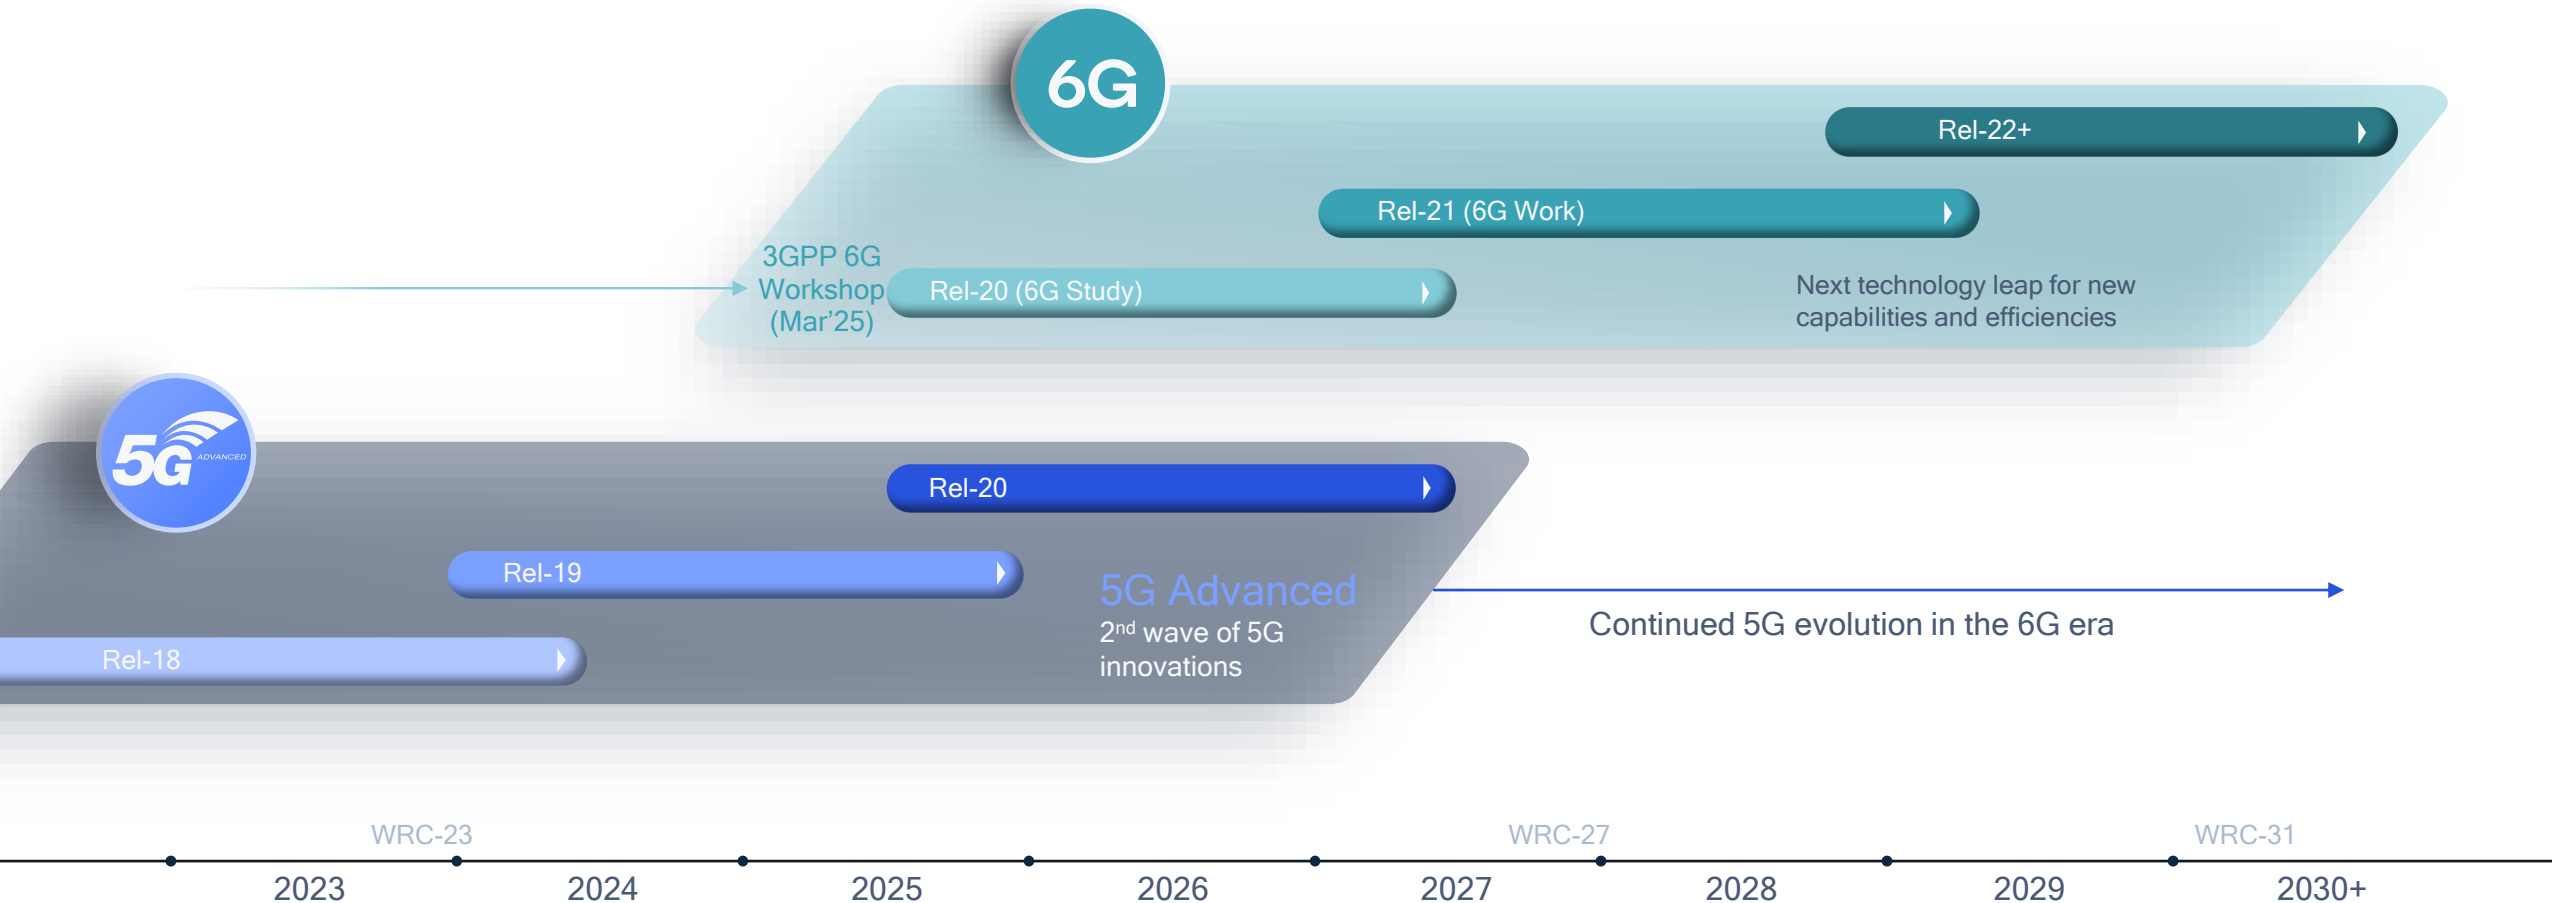 6G
Rel-22+
Rel-21 (6G Work)
3GPP 6G
Workshop
(Mar’25)
Rel-20 (6G Study)
Next technology leap for new
capabilities and efficiencies
5G ADVANCED
Rel-20
Rel-19
5G Advanced
2nd wave of 5G
innovations
Rel-18
Continued 5G evolution in the 6G era
WRC-23
WRC-27
WRC-31
2023
2024
2025
2026
2027
2028
2029
2030+